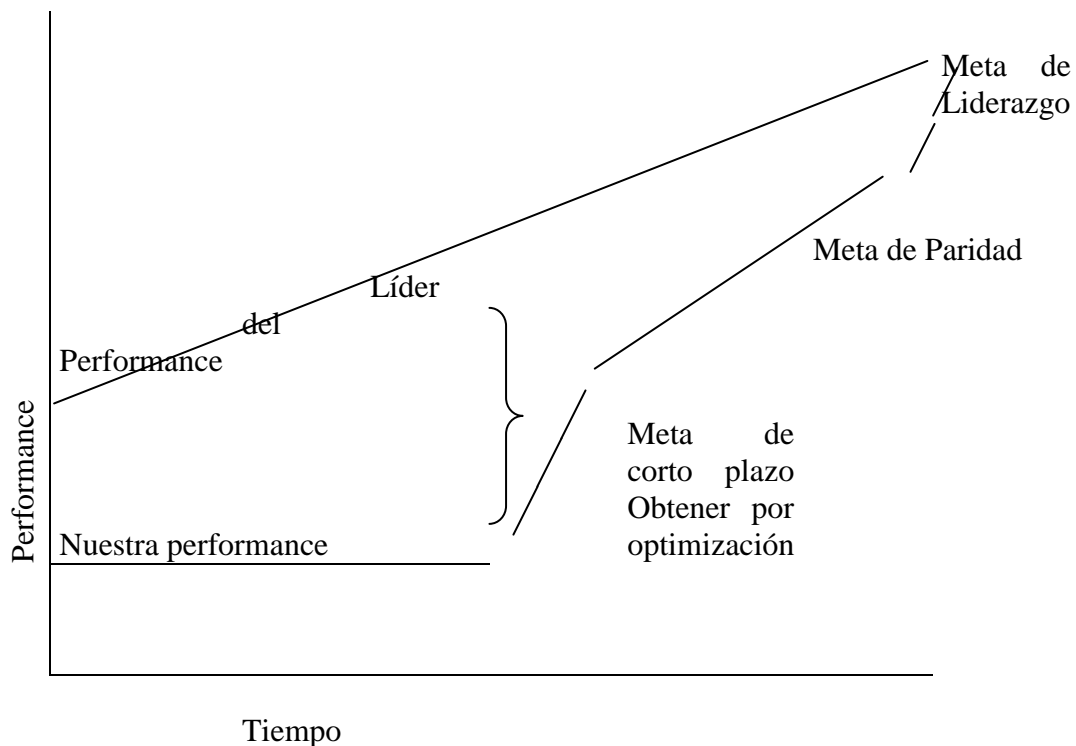 Meta de
Liderazgo
Meta de Paridad
Líder
del
Performance
Performance
Meta de
corto plazo
Obtener por
optimización
Nuestra performance
Tiempo